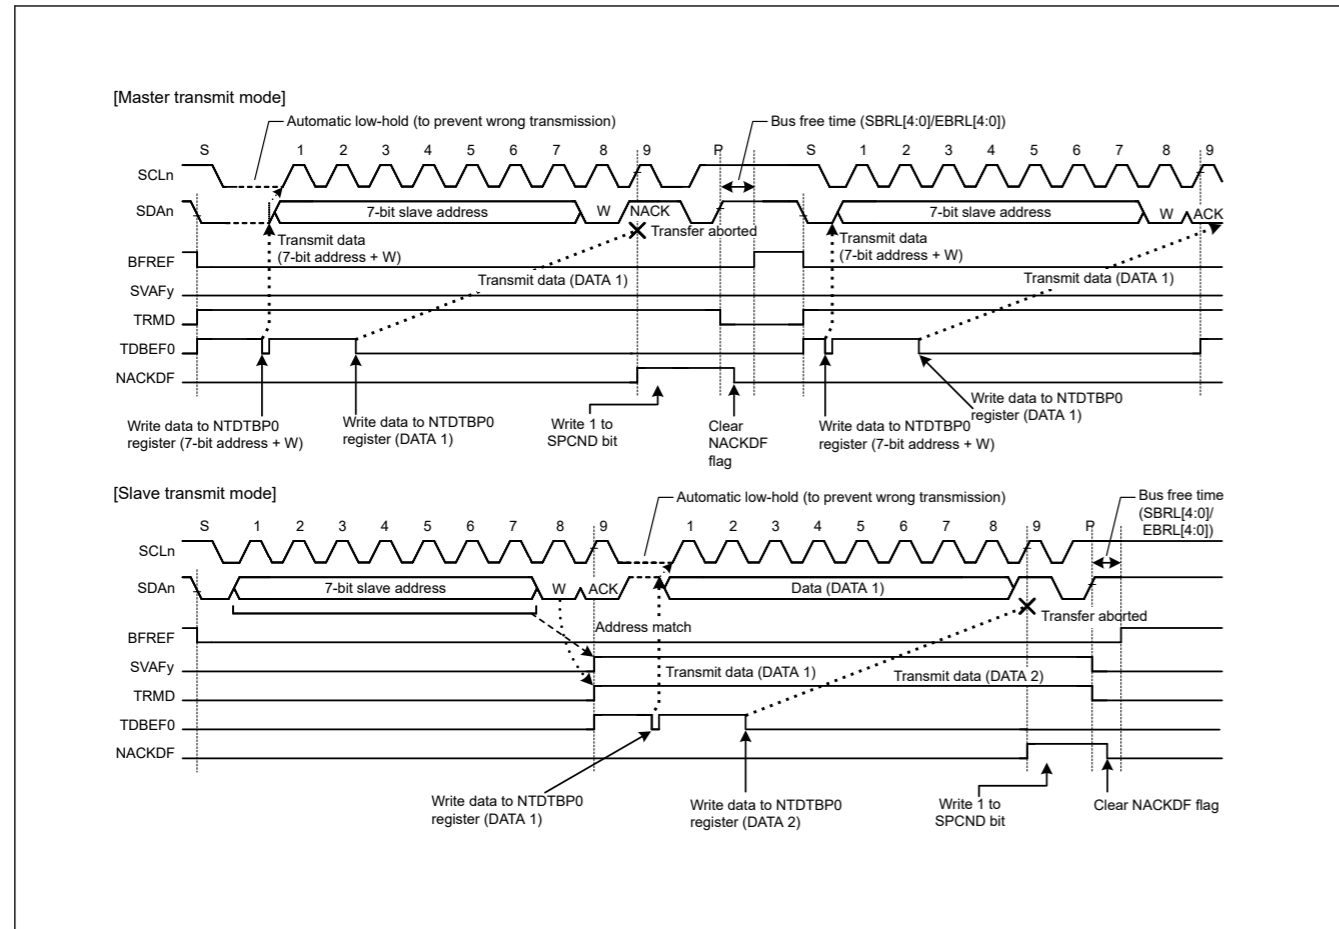 [Master transmit mode]
Automatic low-hold (to prevent wrong transmission)
Bus free time (SBRL[4:0]/EBRL[4:0])
S 1 2 3 4 5 6 7 8 9 P S 1 2 3 4 5 6 7 8 9
SCLn
SDAn 7-bit slave address W NACK 7-bit slave address W ACK
Transmit data
(7-bit address + W)
Transfer aborted
Transmit data
(7-bit address + W)
BFREF
Transmit data (DATA 1)
Transmit data (DATA 1)
SVAFy
TRMD
TDBEF0
NACKDF
Write data to NTDTBP0
register (7-bit address + W)
Write data to NTDTBP0
register (DATA 1)
Write 1 to
SPCND bit
Clear
NACKDF
flag
Write data to NTDTBP0
register (7-bit address + W)
Write data to NTDTBP0
register (DATA 1)
[Slave transmit mode]
Automatic low-hold (to prevent wrong transmission)
Bus free time
(SBRL[4:0]/
EBRL[4:0])
S 1 2 3 4 5 6 7 8 9 1 2 3 4 5 6 7 8 9 P
SCLn
SDAn 7-bit slave address W ACK Data (DATA 1)
Transfer aborted
Address match
BFREF
SVAFy
Transmit data (DATA 1)
Transmit data (DATA 2)
TRMD
TDBEF0
NACKDF
Write data to NTDTBP0
register (DATA 1)
Write data to NTDTBP0
register (DATA 2)
Write 1 to
SPCND bit
Clear NACKDF flag